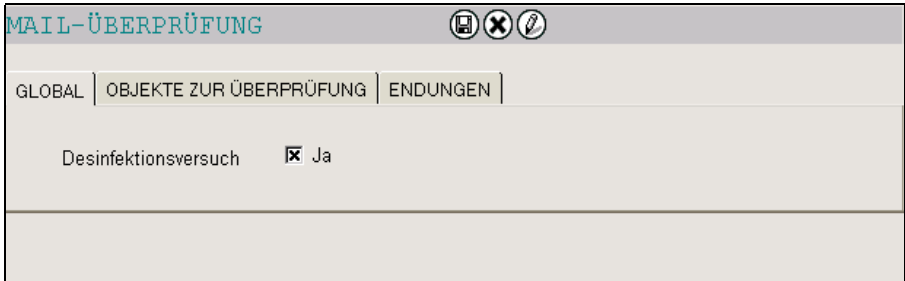 MAIL-ÜBERPRÜFUNG
GLOBAL OBJEKTE ZUR ÜBERPRÜFUNG ENDUNGEN
Desinfektionsversuch Ja